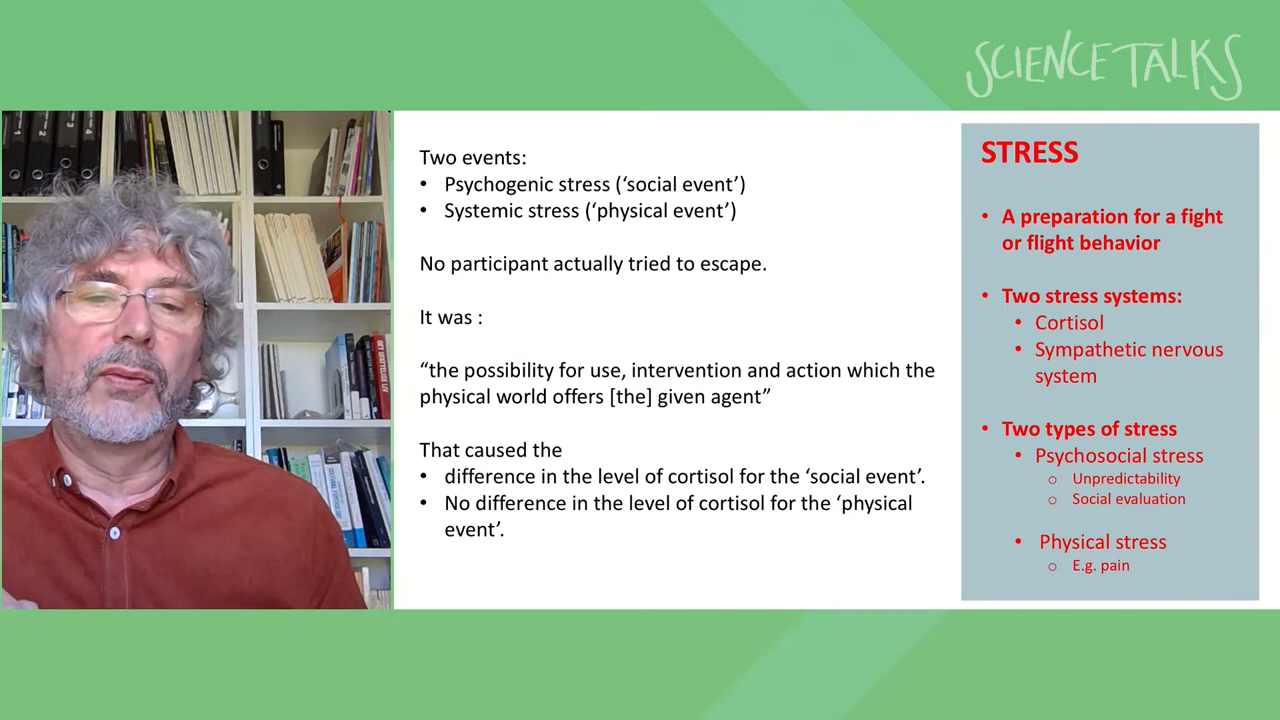 SCIENCE TALKS
Two events:
• Psychogenic stress (‘social event’)
• Systemic stress (‘physical event’)
No participant actually tried to escape.
It was :
“the possibility for use, intervention and action which the
physical world offers [the] given agent”
That caused the
• difference in the level of cortisol for the ‘social event’.
• No difference in the level of cortisol for the ‘physical
event’.
STRESS
• A preparation for a fight
or flight behavior
• Two stress systems:
• Cortisol
• Sympathetic nervous
system
• Two types of stress
• Psychosocial stress
o Unpredictability
o Social evaluation
• Physical stress
o E.g. pain